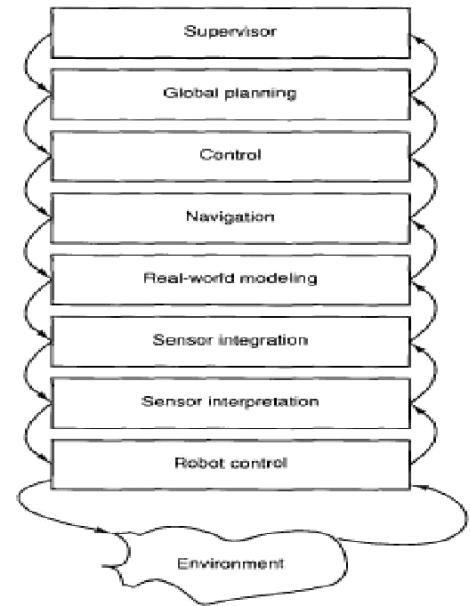 Supervisor
Global planning
Control
Navigation
Real-world modeling
Sensor integration
Sensor interpretation
Robot control
Environment